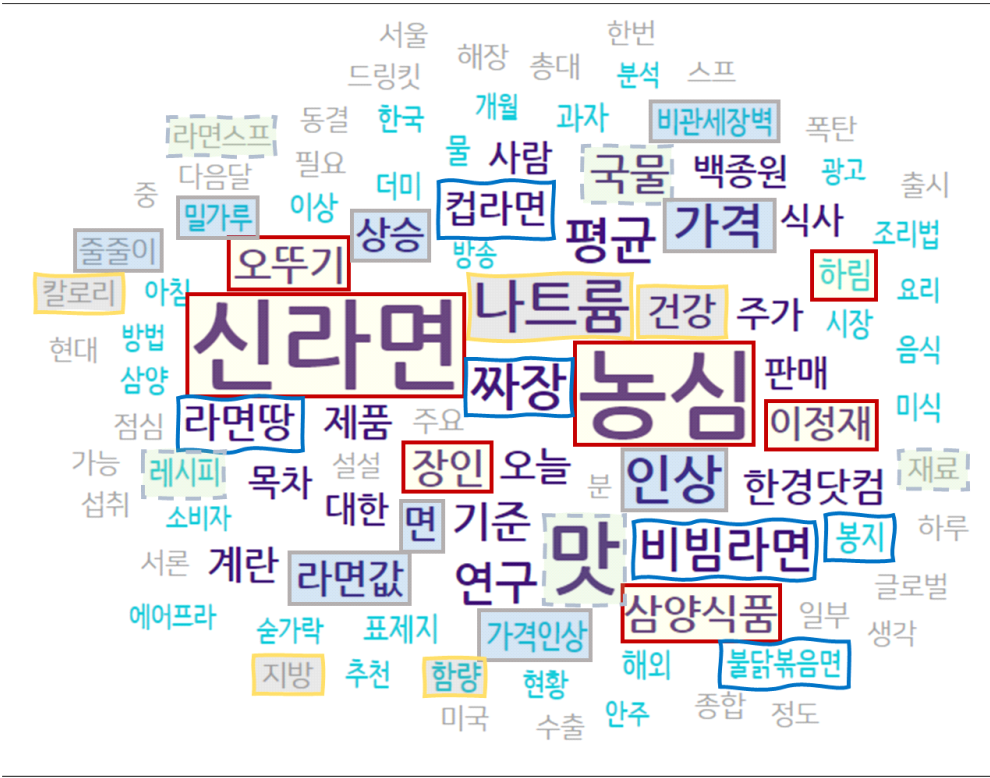 서울
한번
해장
총대
드링킷
분석
스프
개월
과자
비관세장벽
폭탄
라면스프
동결
한국
물
사람
국물
백종원
광고
출시
다음달
필요
더미
중
밀가루
이상
상승
컵라면
평균
가격
식사
조리법
줄줄이
오뚜기
방송
하림
요리
칼로리
아침
신라면
나트륨
건강
주가
시장
현대
방법
음식
삼양
짜장
농심
판매
미식
점심
라면땅
제품
주요
이정재
가능
레시피
목차
설설
장인
오늘
분
인상
한경닷컴
재료
섭취
소비자
대한
면
기준
맛
비빔라면
봉지
하루
서론
계란
라면값
연구
글로벌
에어프라
숟가락
표제지
가격인상
삼양식품
일부
생각
지방
추천
함량
현황
해외
불닭볶음면
미국
수출
안주
종합
정도